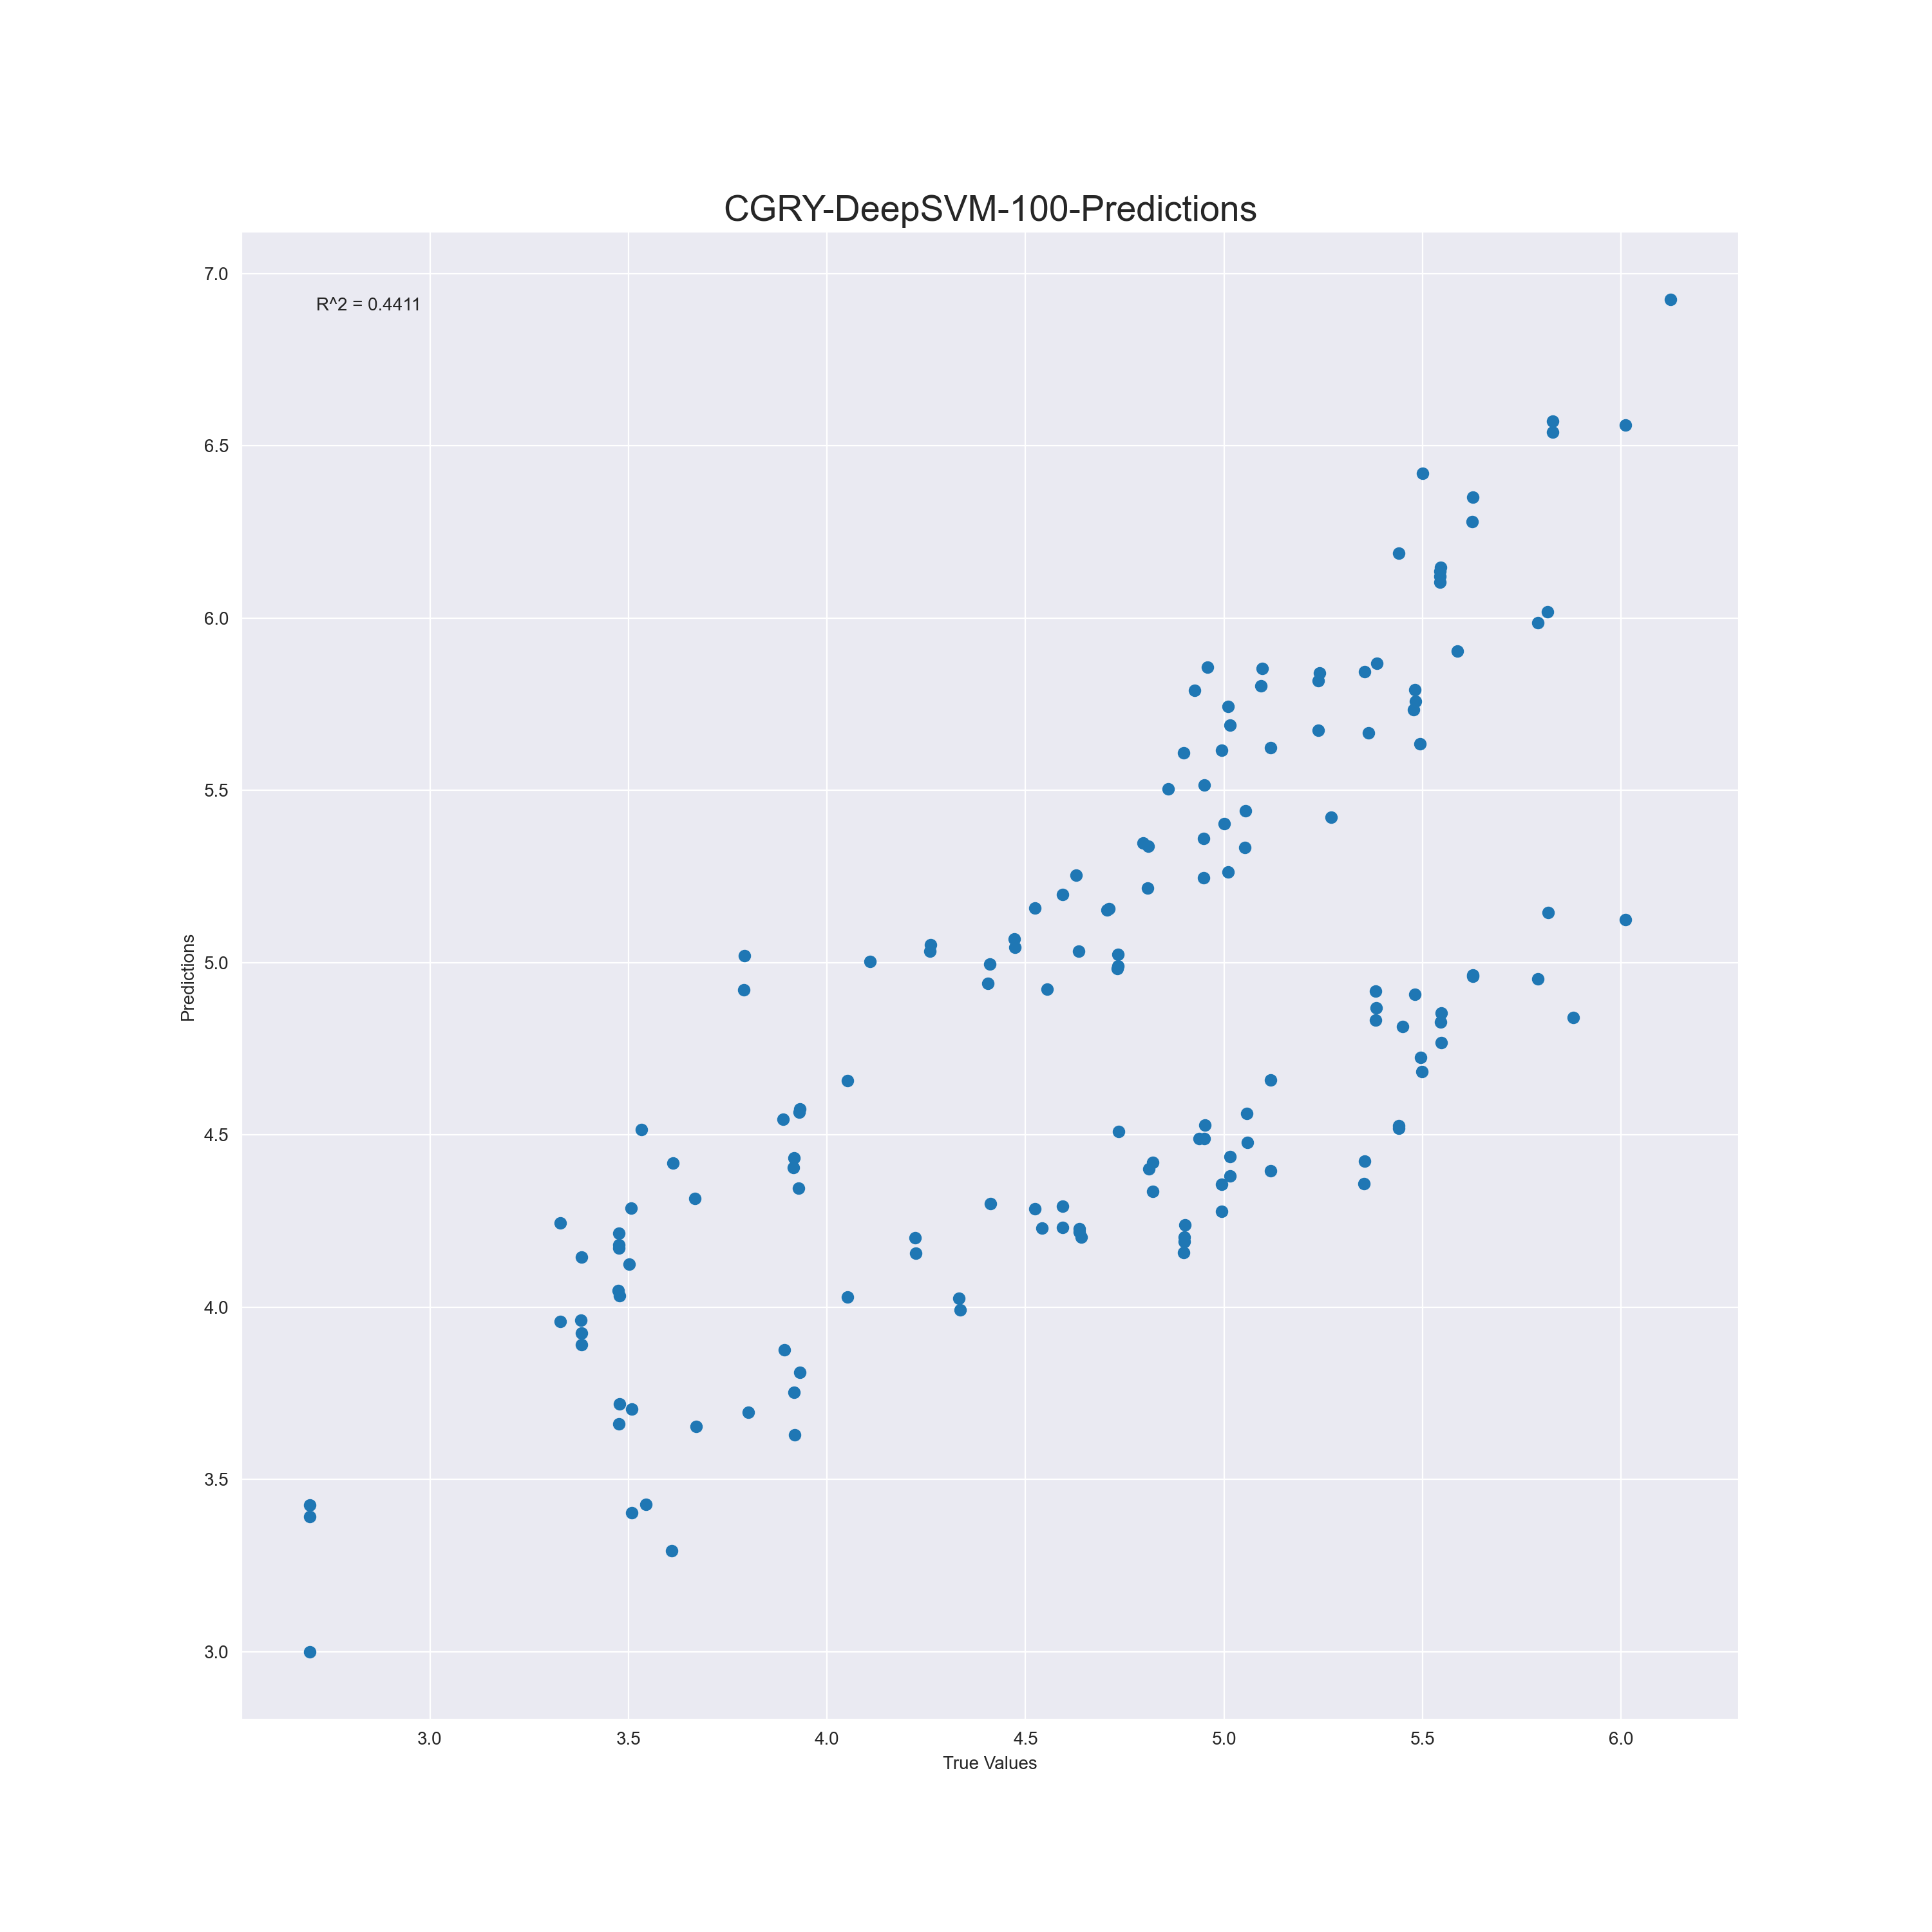 CGRY-DeepSVM-100-Predictions
R^2 = 0.4411
7.0
6.5
6.0
5.5
5.0
4.5
4.0
3.5
3.0
Predictions
3.0 3.5 4.0 4.5 5.0 5.5 6.0
True Values